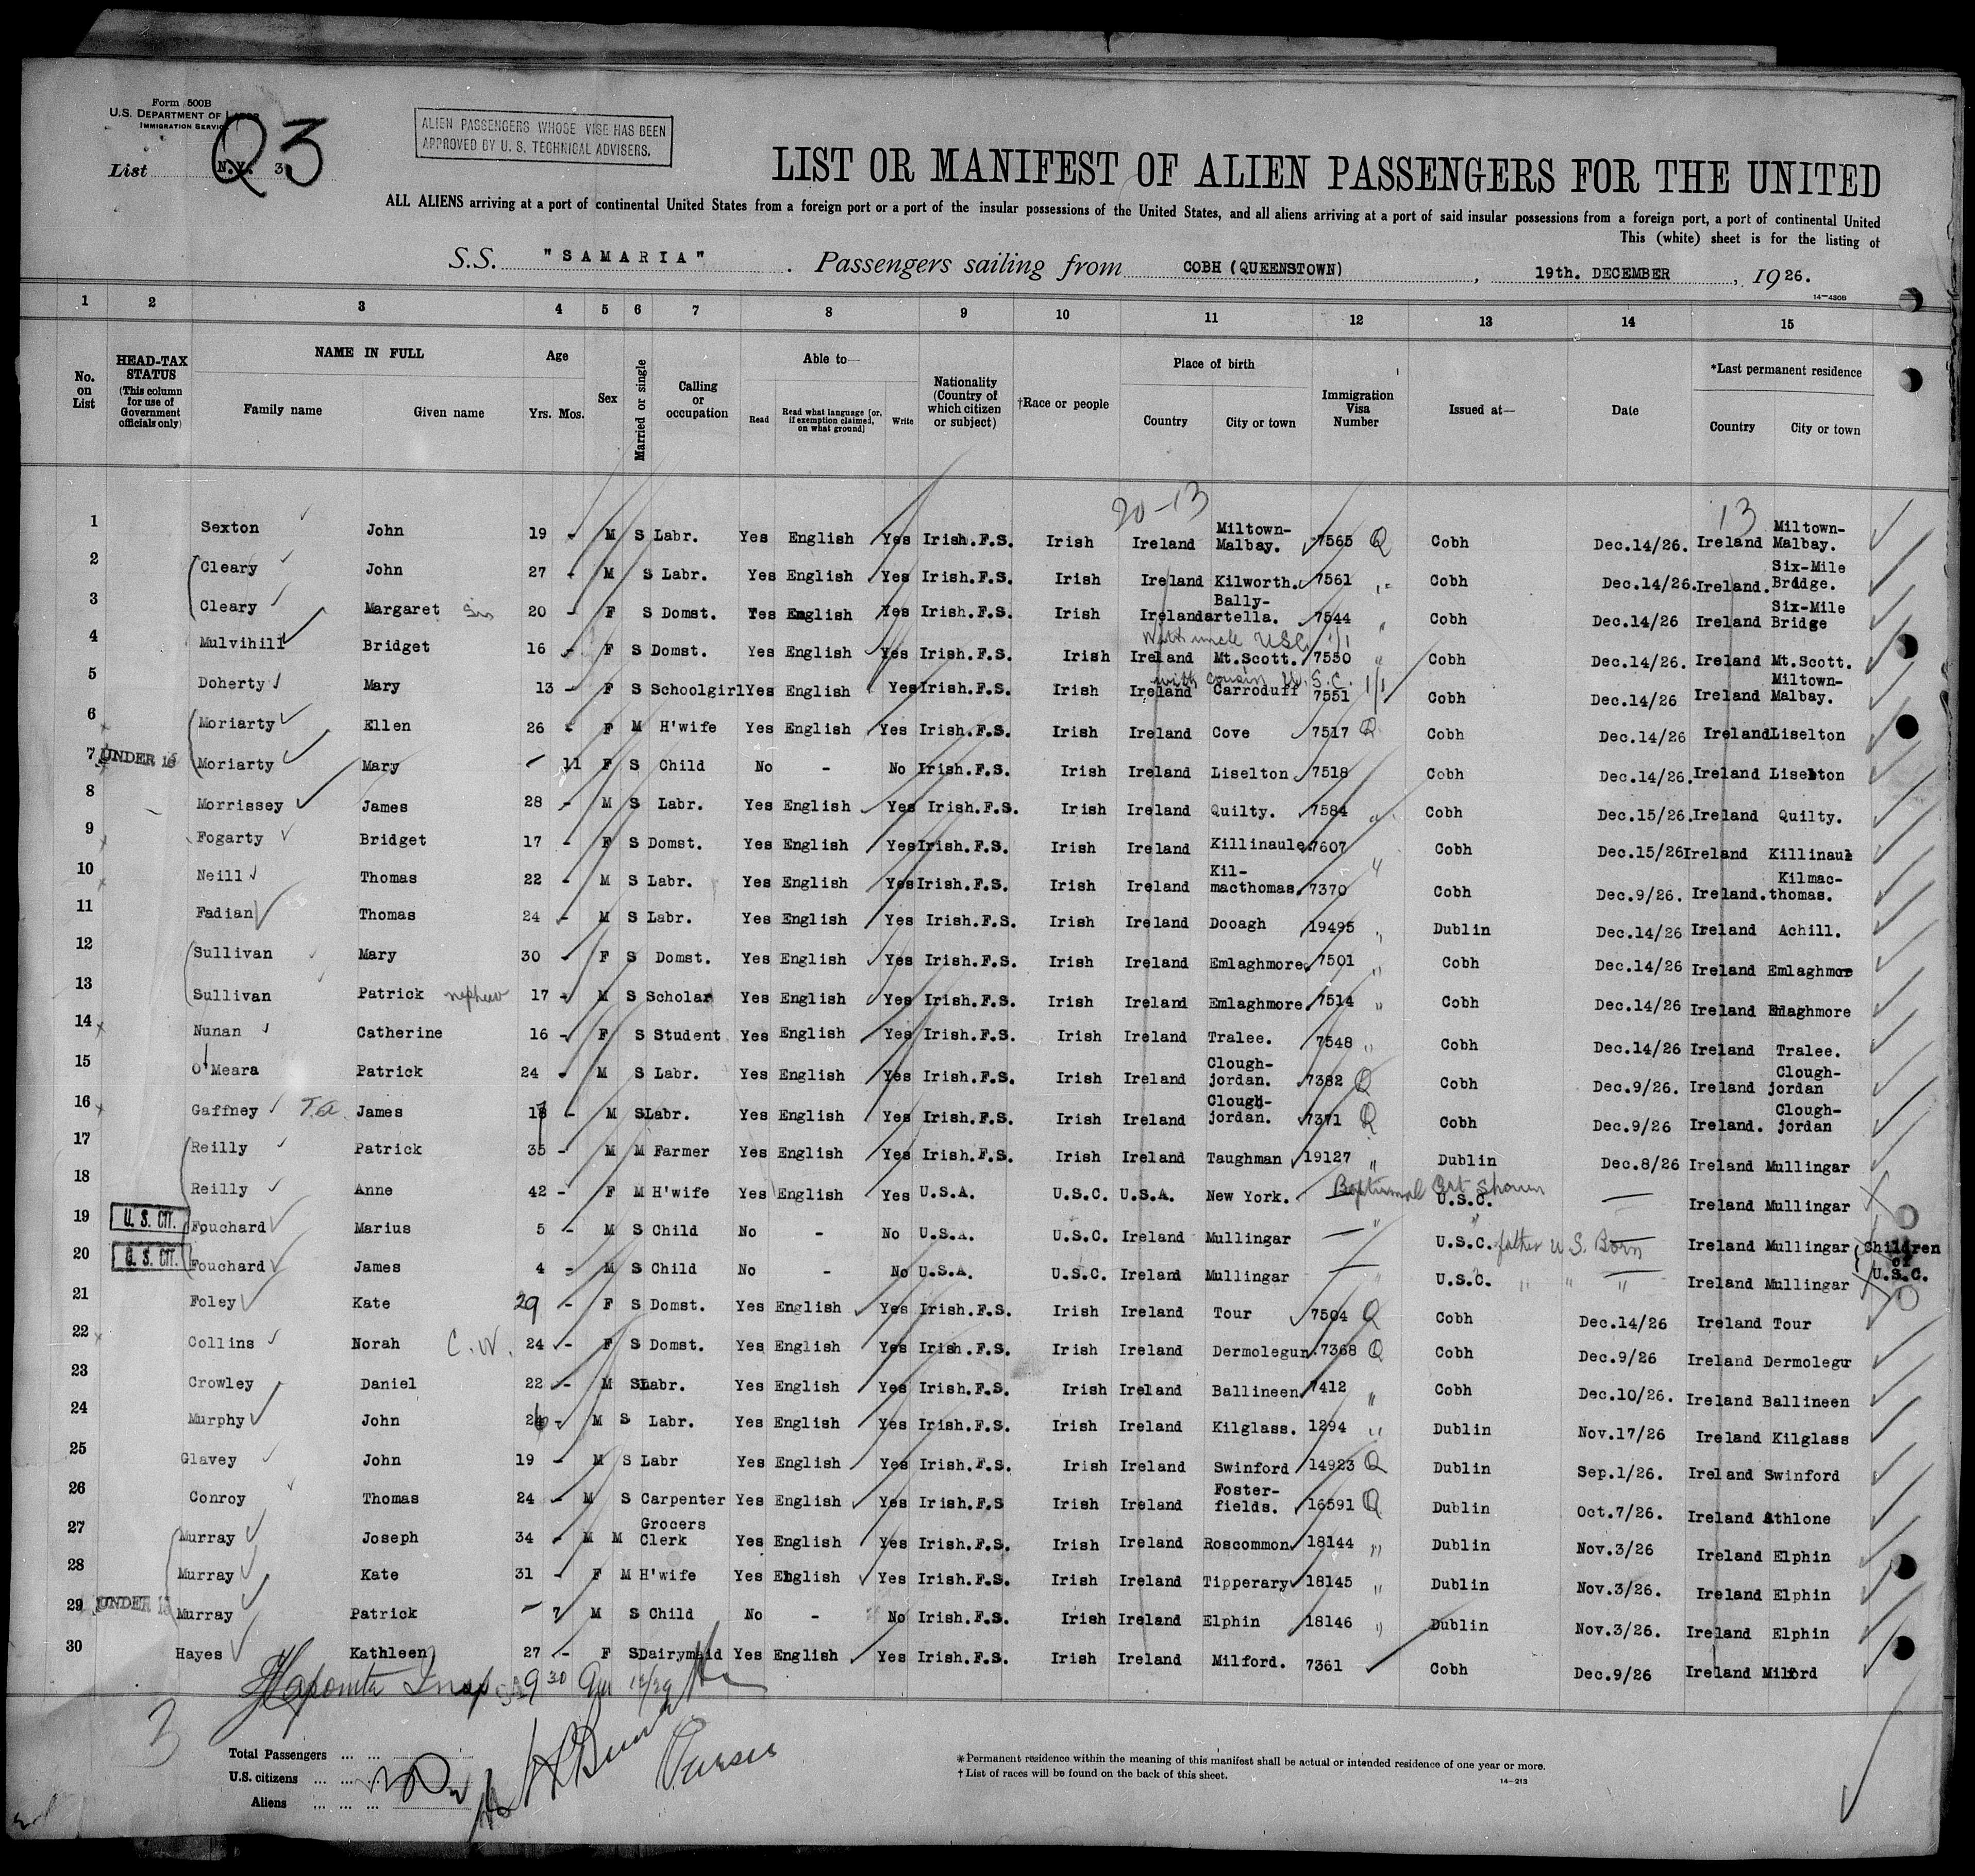 Form 500B
U.S. DEPARTMENT OF LABOR
IMMIGRATION SERVICE
List N.Y. 3
Q3
ALIEN PASSENGERS WHOSE VISE HAS BEEN
APPROVED BY U. S. TECHNICAL ADVISERS.
LIST OR MANIFEST OF ALIEN PASSENGERS FOR THE UNITED
ALL ALIENS arriving at a port of continental United States from a foreign port or a port of the insular possessions of the United States, and all aliens arriving at a port of said insular possessions from a foreign port, a port of continental United
This (white) sheet is for the listing of
S.S. "SAMARIA" . Passengers sailing from COBH (QUEENSTOWN) , 19th. DECEMBER , 1926.
14-430B
1 2 3 4 5 6 7 8 9 10 11 12 13 14 15
No. on List
HEAD-TAX STATUS (This column for use of Government officials only)
NAME IN FULL Family name Given name
Age Yrs. Mos.
Sex
Married or single
Calling or occupation
Able to— Read Read what language [or, if exemption claimed, on what ground] Write
Nationality (Country of which citizen or subject)
†Race or people
Place of birth Country City or town
Immigration Visa Number
Issued at—
Date
*Last permanent residence Country City or town
20-13 13
1 Sexton John 19 - M S Labr. Yes English Yes Irish.F.S. Irish Ireland Miltown-Malbay. 7565 Q Cobh Dec.14/26. Ireland Miltown-Malbay.
2 Cleary John 27 - M S Labr. Yes English Yes Irish.F.S. Irish Ireland Kilworth. 7561 " Cobh Dec.14/26. Ireland. Six-Mile Bridge.
3 Cleary Margaret sis 20 - F S Domst. Yes English Yes Irish.F.S. Irish Ireland Bally-artella. 7544 " Cobh Dec.14/26 Ireland Six-Mile Bridge
with uncle USC 1/1
4 Mulvihill Bridget 16 - F S Domst. Yes English Yes Irish.F.S. Irish Ireland Mt.Scott. 7550 " Cobh Dec.14/26. Ireland Mt.Scott.
with cousin U.S.C. 1/1
5 Doherty Mary 13 - F S Schoolgirl Yes English Yes Irish.F.S. Irish Ireland Carroduff 7551 Cobh Dec.14/26 Ireland Miltown-Malbay.
6 Moriarty Ellen 26 - F M H'wife Yes English Yes Irish.F.S. Irish Ireland Cove 7517 Q Cobh Dec.14/26 Ireland Liselton
7 UNDER 16 Moriarty Mary - 11 F S Child No - No Irish.F.S. Irish Ireland Liselton. 7518 Cobh Dec.14/26. Ireland Liselton
8 Morrissey James 28 - M S Labr. Yes English Yes Irish.F.S. Irish Ireland Quilty. 7584 " Cobh Dec.15/26. Ireland Quilty.
9 Fogarty Bridget 17 - F S Domst. Yes English Yes Irish.F.S. Irish Ireland Killinaule 7607 Cobh Dec.15/26 Ireland Killinaule
10 Neill Thomas 22 - M S Labr. Yes English Yes Irish.F.S. Irish Ireland Kil-macthomas. 7370 " Cobh Dec.9/26. Ireland. Kilmac-thomas.
11 Fadian Thomas 24 - M S Labr. Yes English Yes Irish.F.S. Irish Ireland Dooagh 19495 " Dublin Dec.14/26 Ireland Achill.
12 Sullivan Mary 30 - F S Domst. Yes English Yes Irish.F.S. Irish Ireland Emlaghmore. 7501 " Cobh Dec.14/26 Ireland Emlaghmore
13 Sullivan Patrick nephew 17 - M S Scholar Yes English Yes Irish.F.S. Irish Ireland Emlaghmore. 7514 " Cobh Dec.14/26 Ireland Emlaghmore
14 Nunan Catherine 16 - F S Student Yes English Yes Irish.F.S. Irish Ireland Tralee. 7548 " Cobh Dec.14/26 Ireland Tralee.
15 O'Meara Patrick 24 - M S Labr. Yes English Yes Irish.F.S. Irish Ireland Clough-jordan. 7382 Q Cobh Dec.9/26. Ireland Clough-jordan
16 Gaffney T.a. James 17 - M S Labr. Yes English Yes Irish.F.S. Irish Ireland Clough-jordan. 7371 Q Cobh Dec.9/26 Ireland. Clough-jordan
17 Reilly Patrick 35 - M M Farmer Yes English Yes Irish.F.S. Irish Ireland Taughman 19127 " Dublin Dec.8/26 Ireland Mullingar
18 Reilly Anne 42 - F M H'wife Yes English Yes U.S.A. U.S.C. U.S.A. New York. - Baptismal Cert Shown U.S.C. - Ireland Mullingar
19 U. S. CIT. Fouchard Marius 5 - M S Child No - No U.S.A. U.S.C. Ireland Mullingar - " U.S.C. father U S. Born - Ireland Mullingar Children
of
20 U. S. CIT. Fouchard James 4 - M S Child No - No U.S.A. U.S.C. Ireland Mullingar - " U.S.C. " " " Ireland Mullingar U.S.C.
21 Foley Kate 29 - F S Domst. Yes English Yes Irish.F.S. Irish Ireland Tour 7504 Q Cobh Dec.14/26 Ireland Tour
22 Collins Norah C.W. 24 - F S Domst. Yes English Yes Irish.F.S. Irish Ireland Dermolegun. 7368 Q Cobh Dec.9/26 Ireland Dermolegur
23 Crowley Daniel 22 - M S Labr. Yes English Yes Irish.F.S. Irish Ireland Ballineen 7412 " Cobh Dec.10/26. Ireland Ballineen
24 Murphy John 26 - M S Labr. Yes English Yes Irish.F.S. Irish Ireland Kilglass. 1294 " Dublin Nov.17/26 Ireland Kilglass
25 Glavey John 19 - M S Labr Yes English Yes Irish.F.S. Irish Ireland Swinford 14923 Q Dublin Sep.1/26. Ireland Swinford
26 Conroy Thomas 24 - M S Carpenter Yes English Yes Irish.F.S Irish Ireland Foster-fields. 16591 Q Dublin Oct.7/26. Ireland Athlone
27 Murray Joseph 34 - M M Grocers Clerk Yes English Yes Irish.F.S. Irish Ireland Roscommon 18144 " Dublin Nov.3/26 Ireland Elphin
28 Murray Kate 31 - F M H'wife Yes English Yes Irish.F.S. Irish Ireland Tipperary 18145 " Dublin Nov.3/26. Ireland Elphin
29 UNDER 16 Murray Patrick - 7 M S Child No - No Irish.F.S. Irish Ireland Elphin 18146 " Dublin Nov.3/26. Ireland Elphin
30 Hayes Kathleen 27 - F S Dairymaid Yes English Yes Irish.F.S. Irish Ireland Milford. 7361 Cobh Dec.9/26 Ireland Milford
Insp 9 30 am 12/29
3
Total Passengers ... ...
U.S. citizens ... ...
Aliens ... ... ...
Purser
*Permanent residence within the meaning of this manifest shall be actual or intended residence of one year or more.
† List of races will be found on the back of this sheet.
14-213